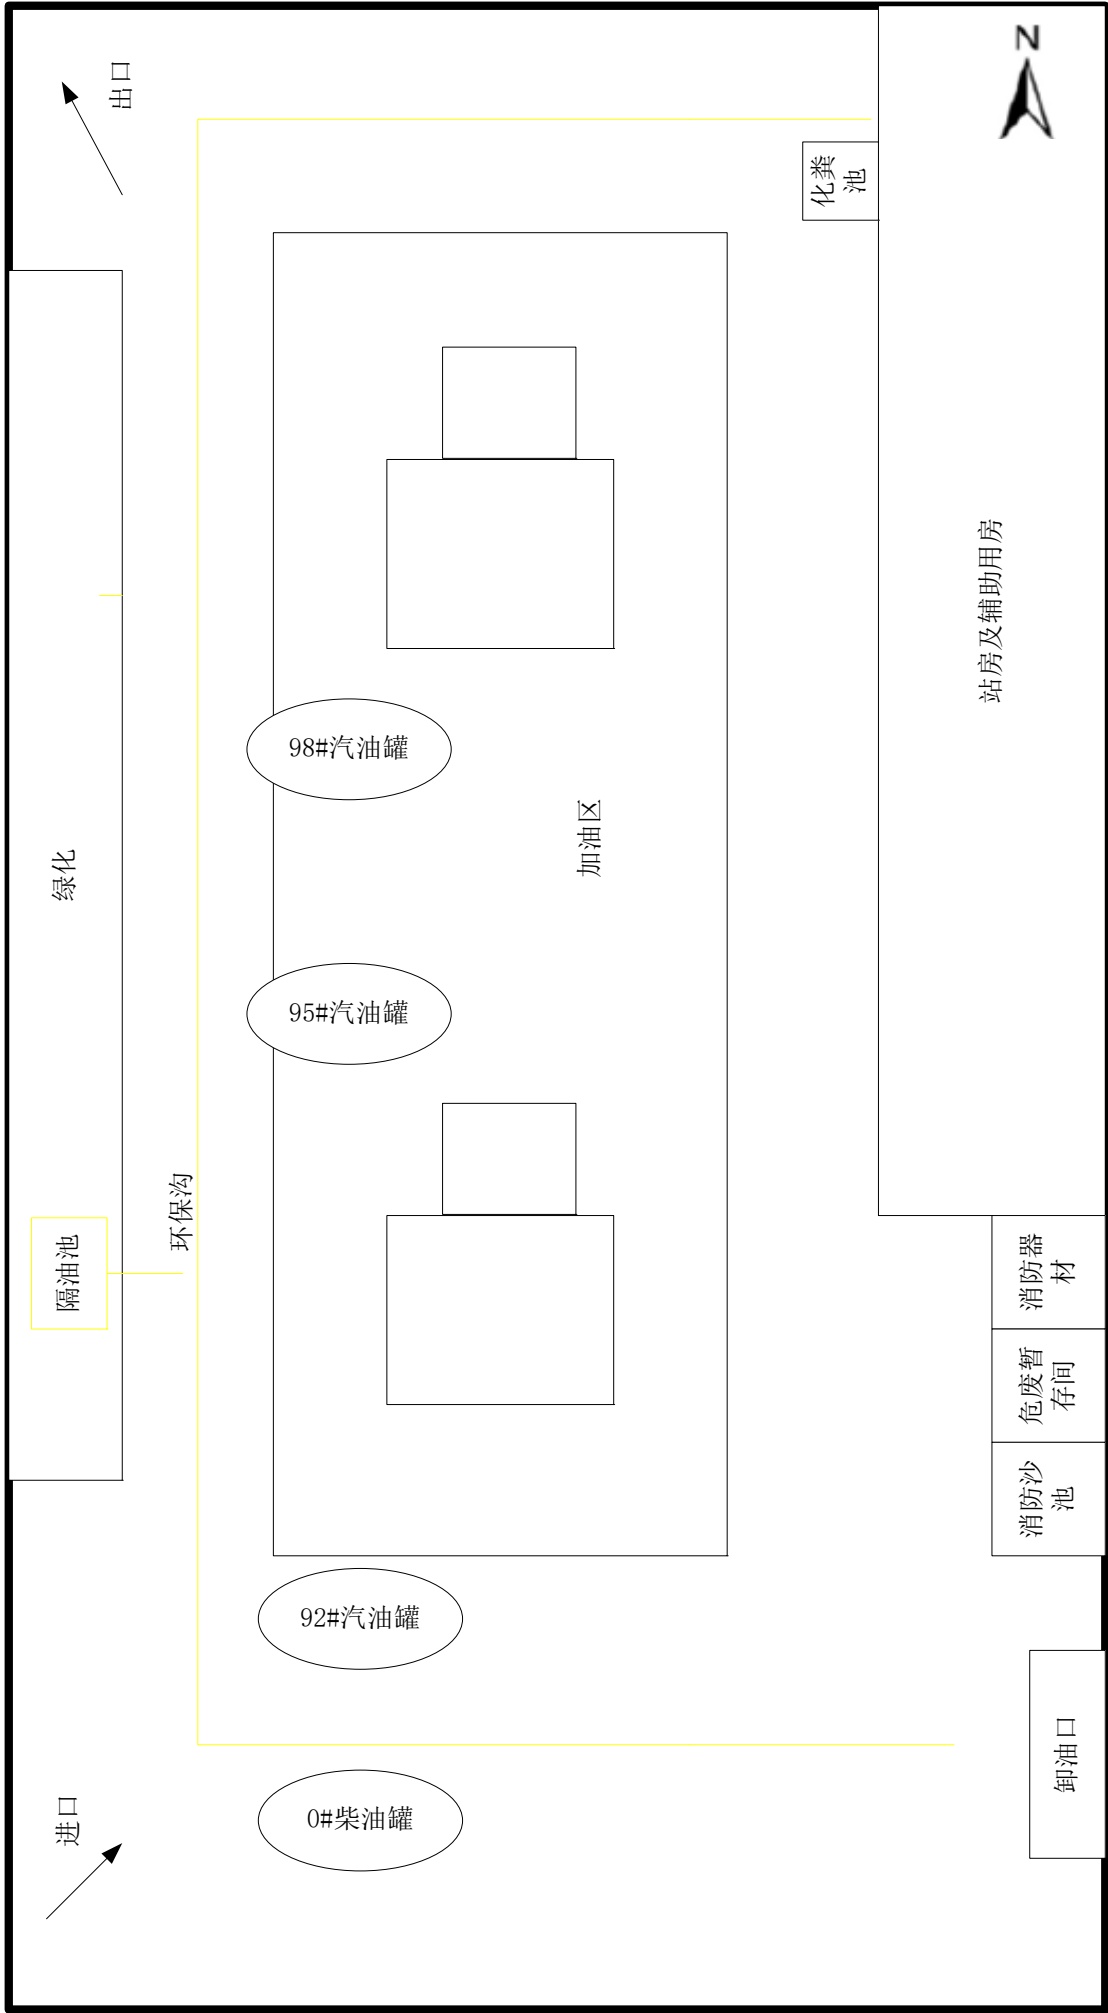 N
出口
化粪
池
站房及辅助用房
98#汽油罐
加油区
绿化
95#汽油罐
环保沟
隔油池
消防器
材
危废暂
存间
消防沙
池
92#汽油罐
卸油口
进口
0#柴油罐